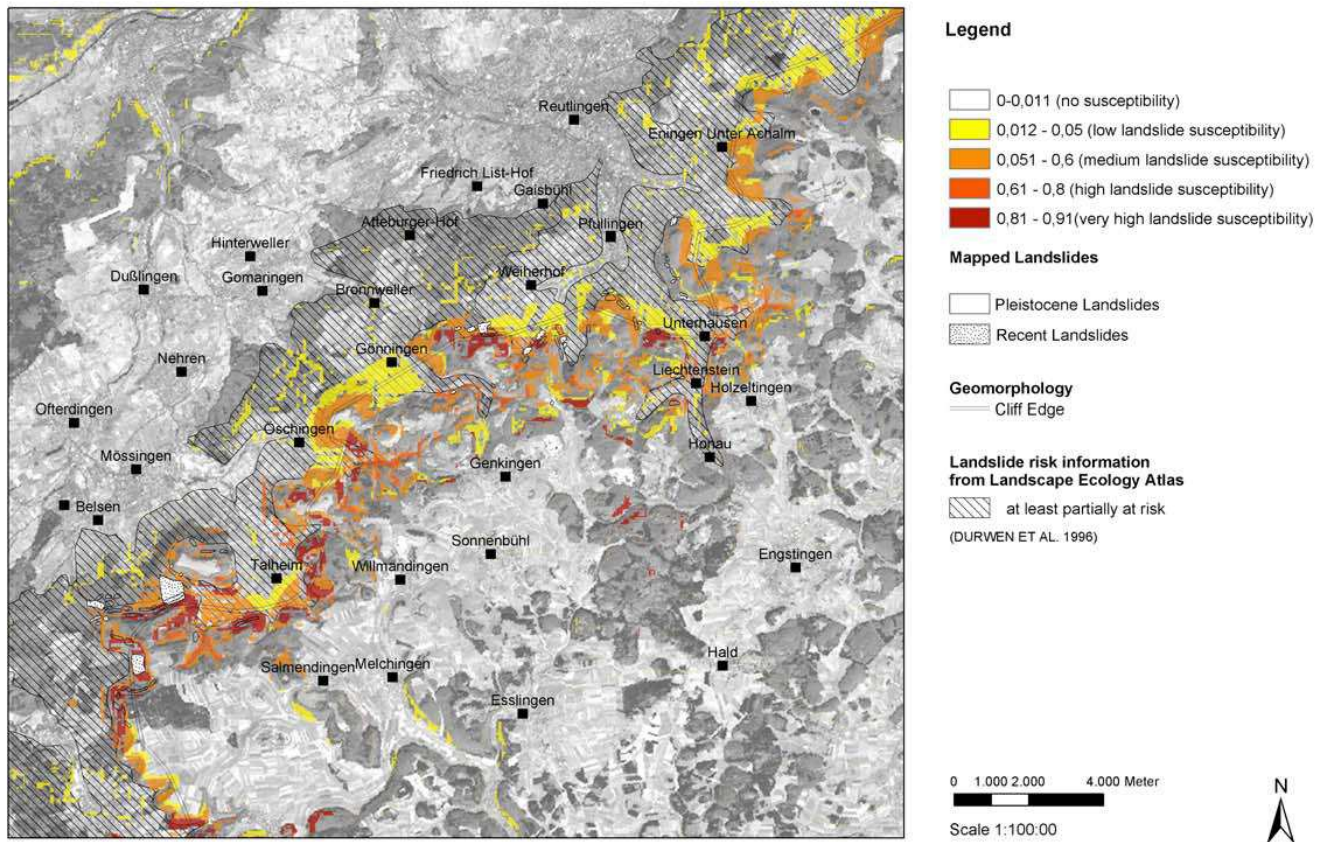 Reutlingen
Eningen Unter Achalm
Friedrich List-Hof
Gaisbühl
Atteburger-Hof
Pfullingen
Hinterweller
Dußlingen
Gomaringen
Weiherhof
Bronnweller
Unterhausen
Gönningen
Nehren
Liechtenstein
Holzeltingen
Ofterdingen
Öschingen
Mössingen
Genkingen
Honau
Belsen
Sonnenbühl
Engstingen
Talheim
Willmandingen
Salmendingen
Melchingen
Hald
Esslingen
Legend
0-0,011 (no susceptibility)
0,012 - 0,05 (low landslide susceptibility)
0,051 - 0,6 (medium landslide susceptibility)
0,61 - 0,8 (high landslide susceptibility)
0,81 - 0,91(very high landslide susceptibility)
Mapped Landslides
Pleistocene Landslides
Recent Landslides
Geomorphology
Cliff Edge
Landslide risk information
from Landscape Ecology Atlas
at least partially at risk
(DURWEN ET AL. 1996)
0 1.000 2.000 4.000 Meter
Scale 1:100:00
N